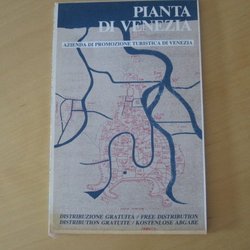 PIANTA
DI VENEZIA
AZIENDA DI PROMOZIONE TURISTICA DI VENEZIA
DISTRIBUZIONE GRATUITA / FREE DISTRIBUTION
DISTRIBUTION GRATUITE / KOSTENLOSE ABGABE